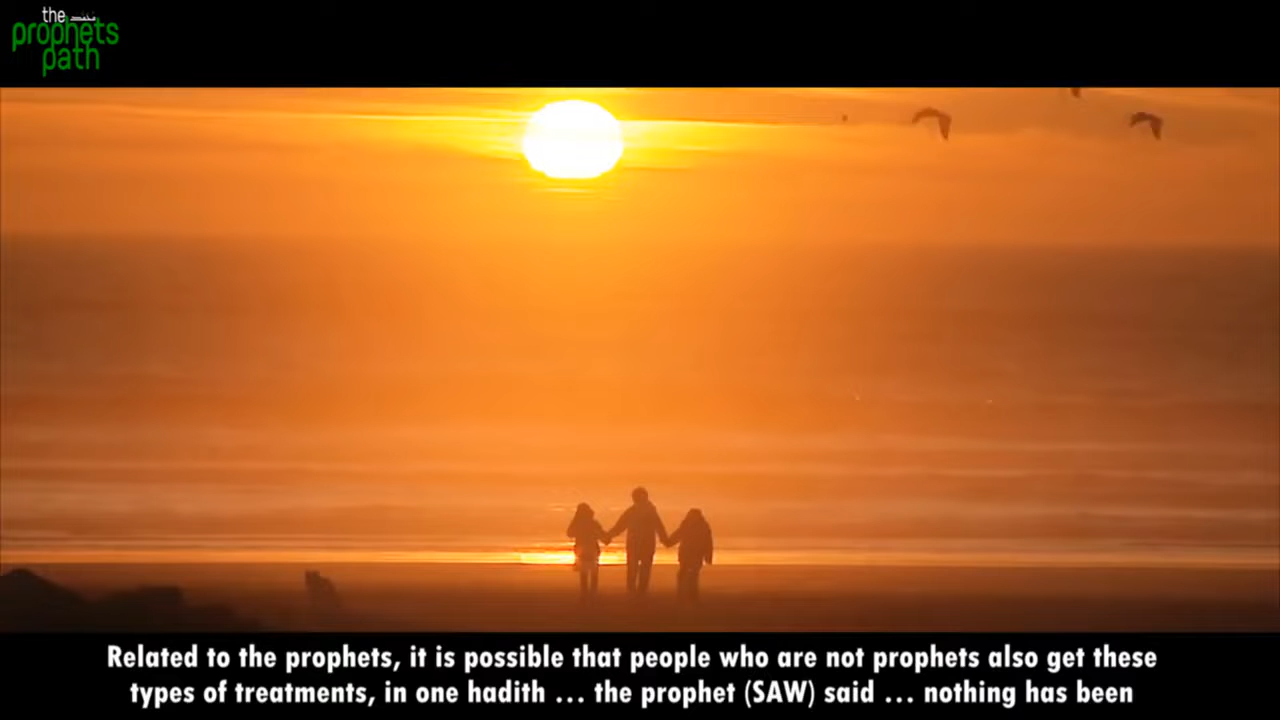 the
prophets
path
Related to the prophets, it is possible that people who are not prophets also get these
types of treatments, in one hadith ... the prophet (SAW) said ... nothing has been